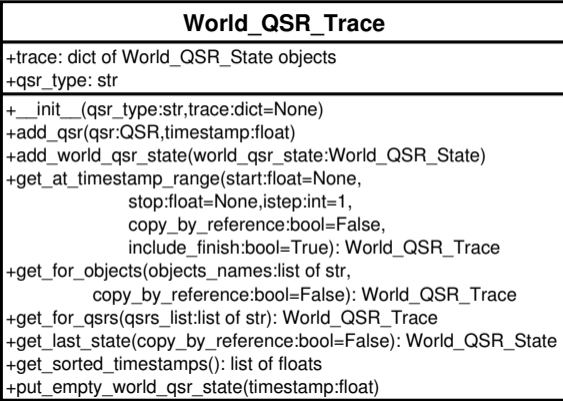 World_QSR_Trace
+trace: dict of World_QSR_State objects
+qsr_type: str
+__init__(qsr_type:str,trace:dict=None)
+add_qsr(qsr:QSR,timestamp:float)
+add_world_qsr_state(world_qsr_state:World_QSR_State)
+get_at_timestamp_range(start:float=None,
stop:float=None,istep:int=1,
copy_by_reference:bool=False,
include_finish:bool=True): World_QSR_Trace
+get_for_objects(objects_names:list of str,
copy_by_reference:bool=False): World_QSR_Trace
+get_for_qsrs(qsrs_list:list of str): World_QSR_Trace
+get_last_state(copy_by_reference:bool=False): World_QSR_State
+get_sorted_timestamps(): list of floats
+put_empty_world_qsr_state(timestamp:float)